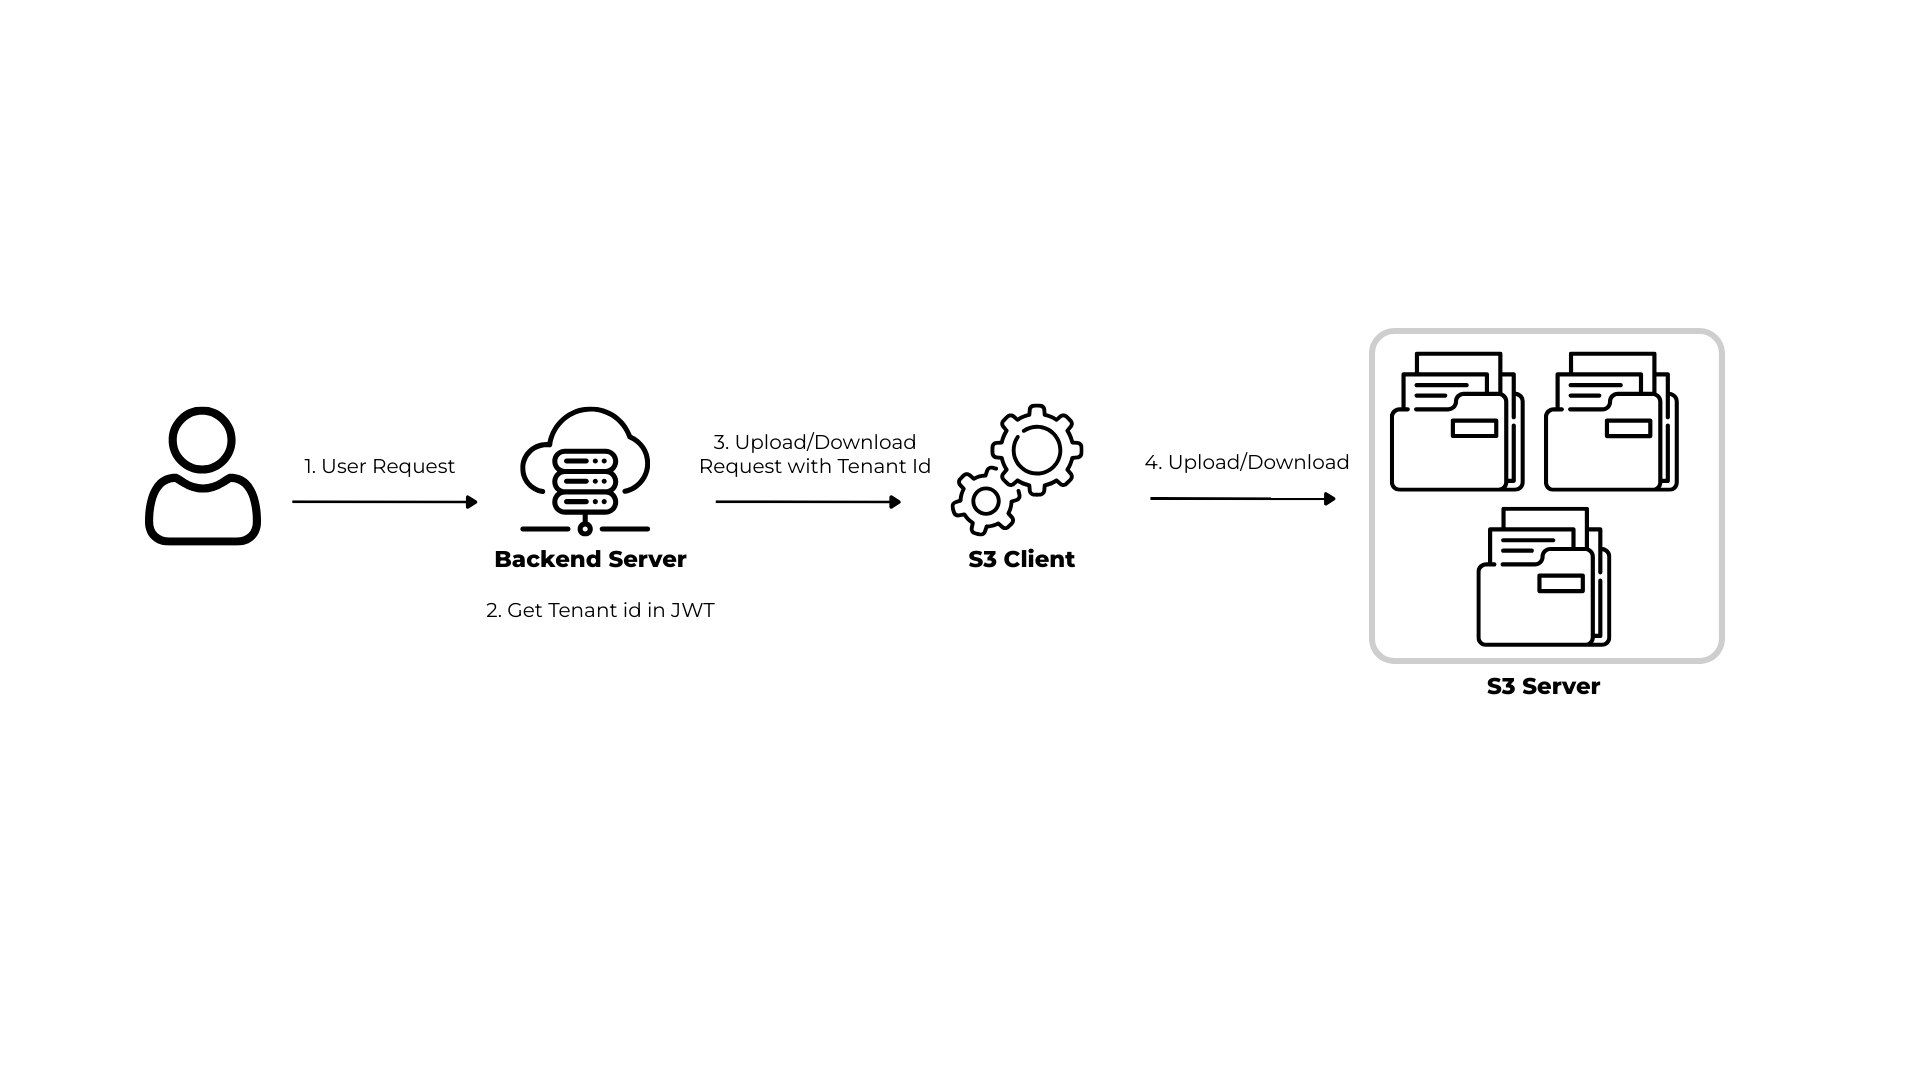 1. User Request
Backend Server
2. Get Tenant id in JWT
3. Upload/Download
Request with Tenant Id
S3 Client
4. Upload/Download
S3 Server